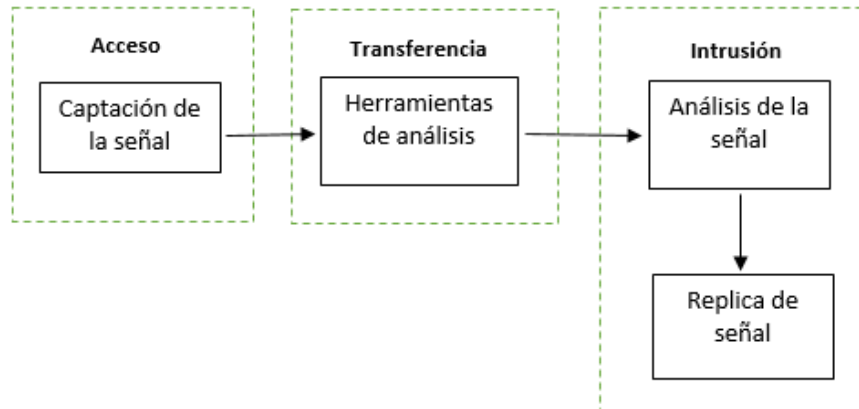 Acceso
Captación de
la señal
Transferencia
Herramientas
de análisis
Intrusión
Análisis de la
señal
Replica de
señal